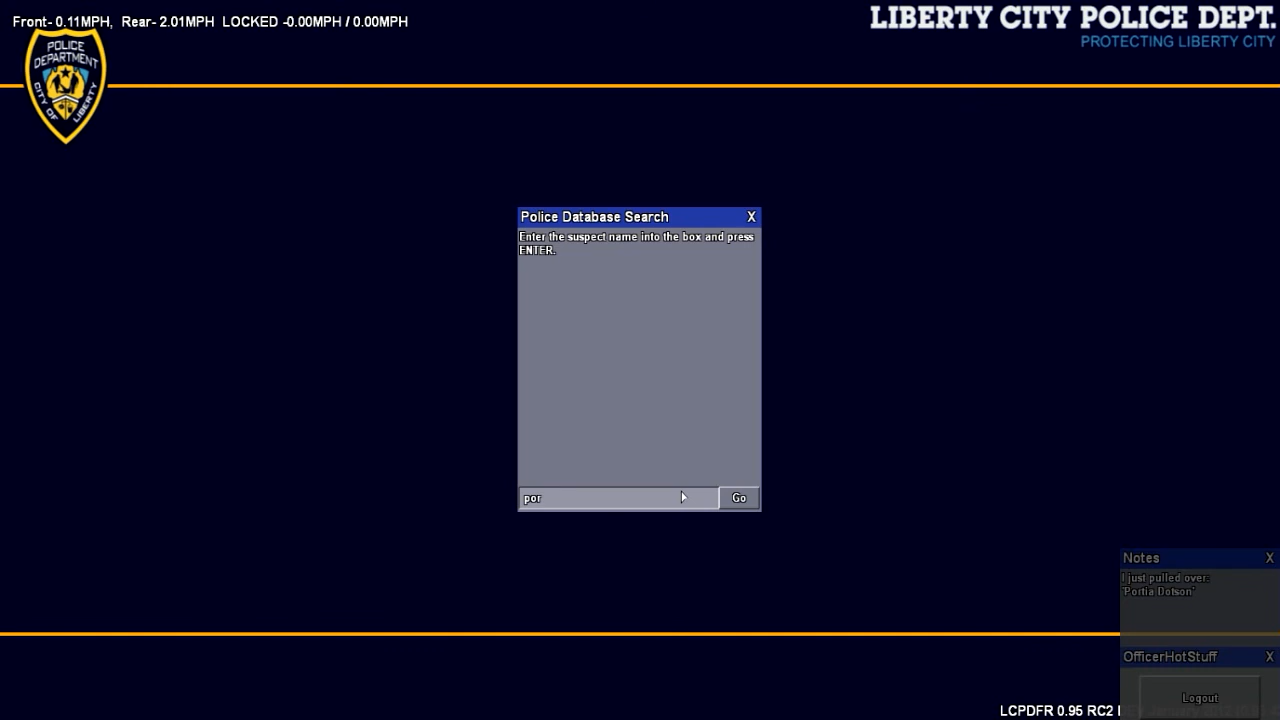 Front- 0.11MPH, Rear- 2.01MPH LOCKED -0.00MPH / 0.00MPH
LIBERTY CITY POLICE DEPT.
PROTECTING LIBERTY CITY
POLICE
DEPARTMENT
CITY OF LIBERTY
Police Database Search X
Enter the suspect name into the box and press
ENTER.
por Go
Notes X
I just pulled over:
'Portia Dotson'
OfficerHotStuff X
Logout
LCPDFR 0.95 RC2